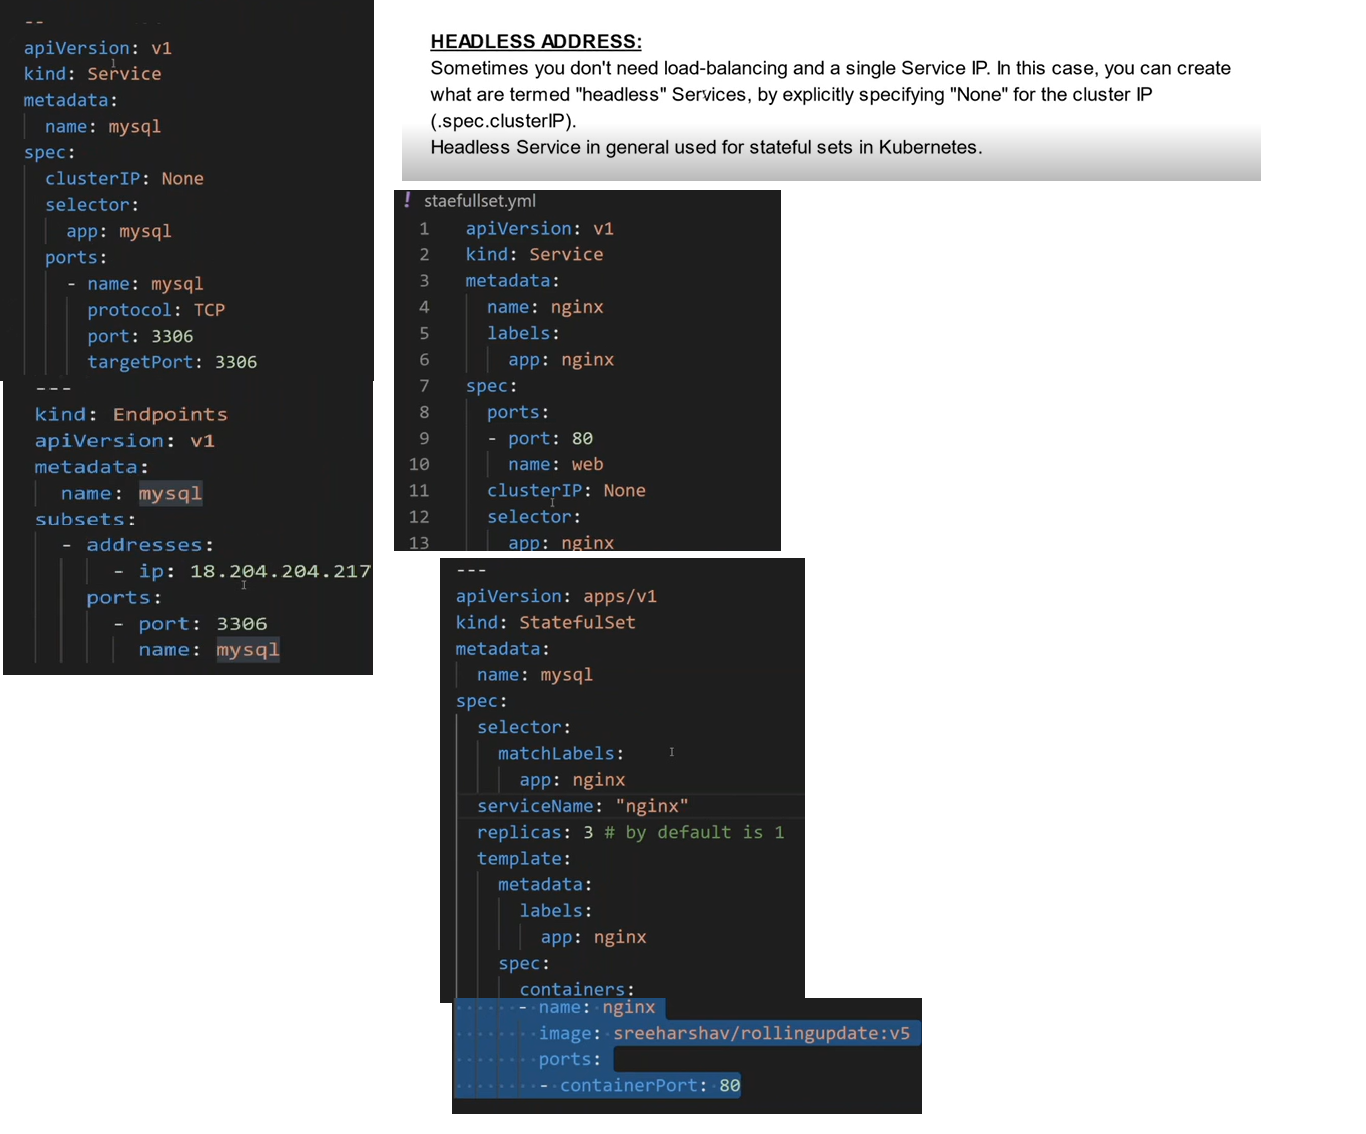 --
apiVersion: v1
kind: Service
metadata:
  name: mysql
spec:
  clusterIP: None
  selector:
    app: mysql
  ports:
    - name: mysql
      protocol: TCP
      port: 3306
      targetPort: 3306
---
kind: Endpoints
apiVersion: v1
metadata:
  name: mysql
subsets:
  - addresses:
      - ip: 18.204.204.217
    ports:
      - port: 3306
        name: mysql
HEADLESS ADDRESS:
Sometimes you don't need load-balancing and a single Service IP. In this case, you can create
what are termed "headless" Services, by explicitly specifying "None" for the cluster IP
(.spec.clusterIP).
Headless Service in general used for stateful sets in Kubernetes.
! staefullset.yml
1 apiVersion: v1
2 kind: Service
3 metadata:
4   name: nginx
5   labels:
6     app: nginx
7 spec:
8   ports:
9   - port: 80
10     name: web
11   clusterIP: None
12   selector:
13     app: nginx
---
apiVersion: apps/v1
kind: StatefulSet
metadata:
  name: mysql
spec:
  selector:
    matchLabels:
      app: nginx
  serviceName: "nginx"
  replicas: 3 # by default is 1
  template:
    metadata:
      labels:
        app: nginx
    spec:
      containers:
      - name: nginx
        image: sreeharshav/rollingupdate:v5
        ports:
        - containerPort: 80